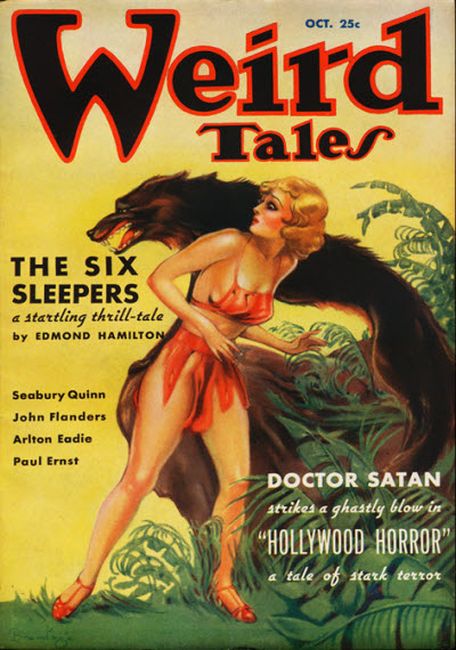 Weird
OCT. 25c
Tales
THE SIX
SLEEPERS
a startling thrill-tale
by EDMOND HAMILTON
Seabury Quinn
John Flanders
Arlton Eadie
Paul Ernst
DOCTOR SATAN
strikes a ghastly blow in
"HOLLYWOOD HORROR"
a tale of stark terror